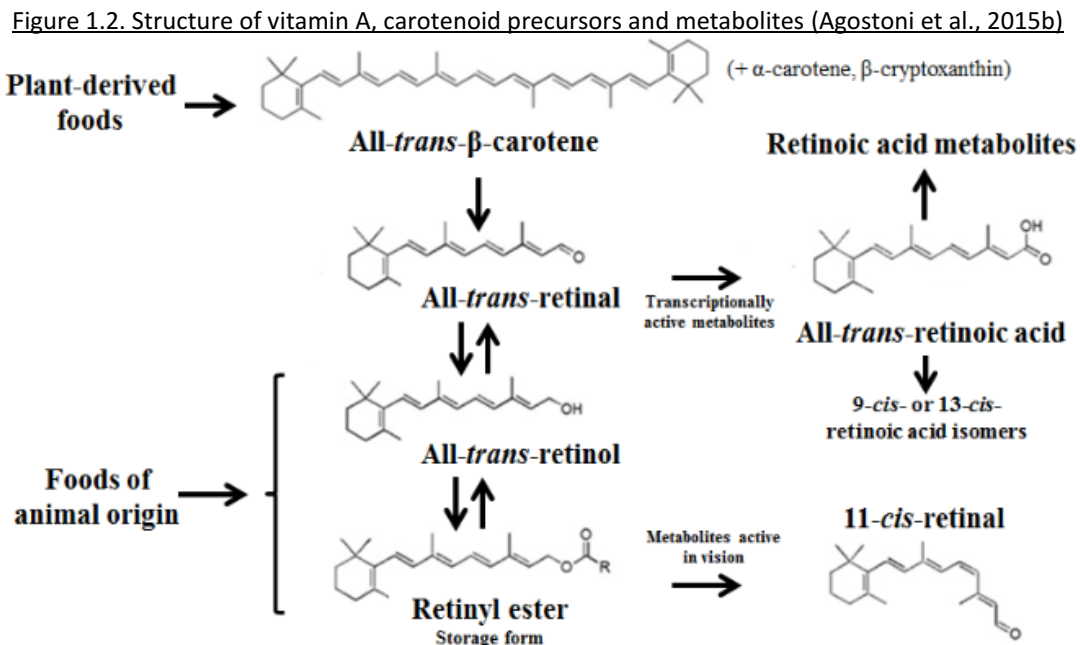 Figure 1.2. Structure of vitamin A, carotenoid precursors and metabolites (Agostoni et al., 2015b)
Plant-derived
foods
(+ α-carotene, β-cryptoxanthin)
All-trans-β-carotene
Retinoic acid metabolites
O
All-trans-retinal
Transcriptionally
active metabolites
OH
O
All-trans-retinoic acid
9-cis- or 13-cis-
retinoic acid isomers
OH
All-trans-retinol
Foods of
animal origin
O
O
R
Retinyl ester
Storage form
Metabolites active
in vision
11-cis-retinal
O